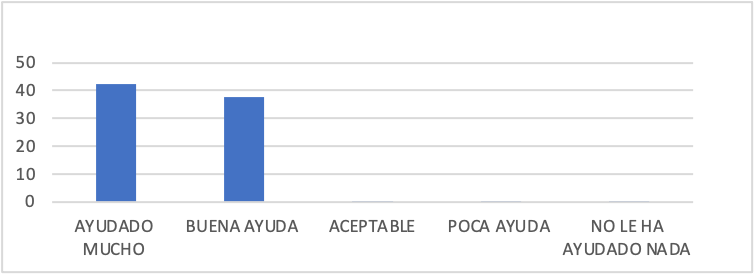 50
40
30
20
10
0
AYUDADO MUCHO
BUENA AYUDA
ACEPTABLE
POCA AYUDA
NO LE HA AYUDADO NADA